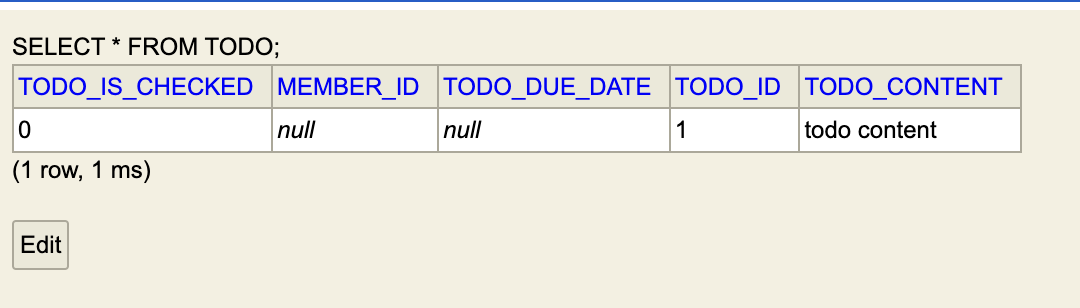 SELECT * FROM TODO;
TODO_IS_CHECKED MEMBER_ID TODO_DUE_DATE TODO_ID TODO_CONTENT
0 null null 1 todo content
(1 row, 1 ms)
Edit